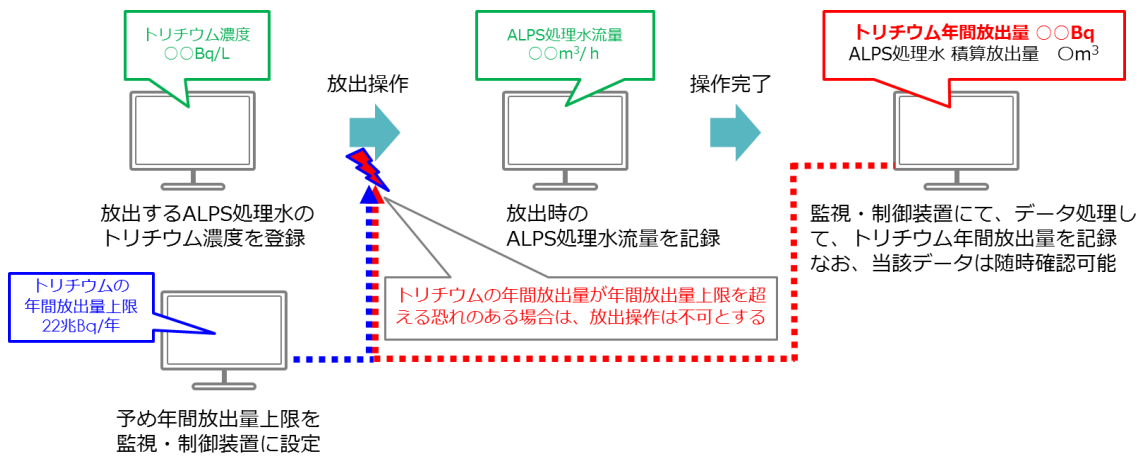 トリチウム濃度
○○Bq/L
放出操作
ALPS処理水流量
○○m³/ h
操作完了
トリチウム年間放出量 ○○Bq
ALPS処理水 積算放出量　○m³
放出するALPS処理水の
トリチウム濃度を登録
放出時の
ALPS処理水流量を記録
監視・制御装置にて、データ処理し
て、トリチウム年間放出量を記録
なお、当該データは随時確認可能
トリチウムの
年間放出量上限
22兆Bq/年
トリチウムの年間放出量が年間放出量上限を超
える恐れのある場合は、放出操作は不可とする
予め年間放出量上限を
監視・制御装置に設定